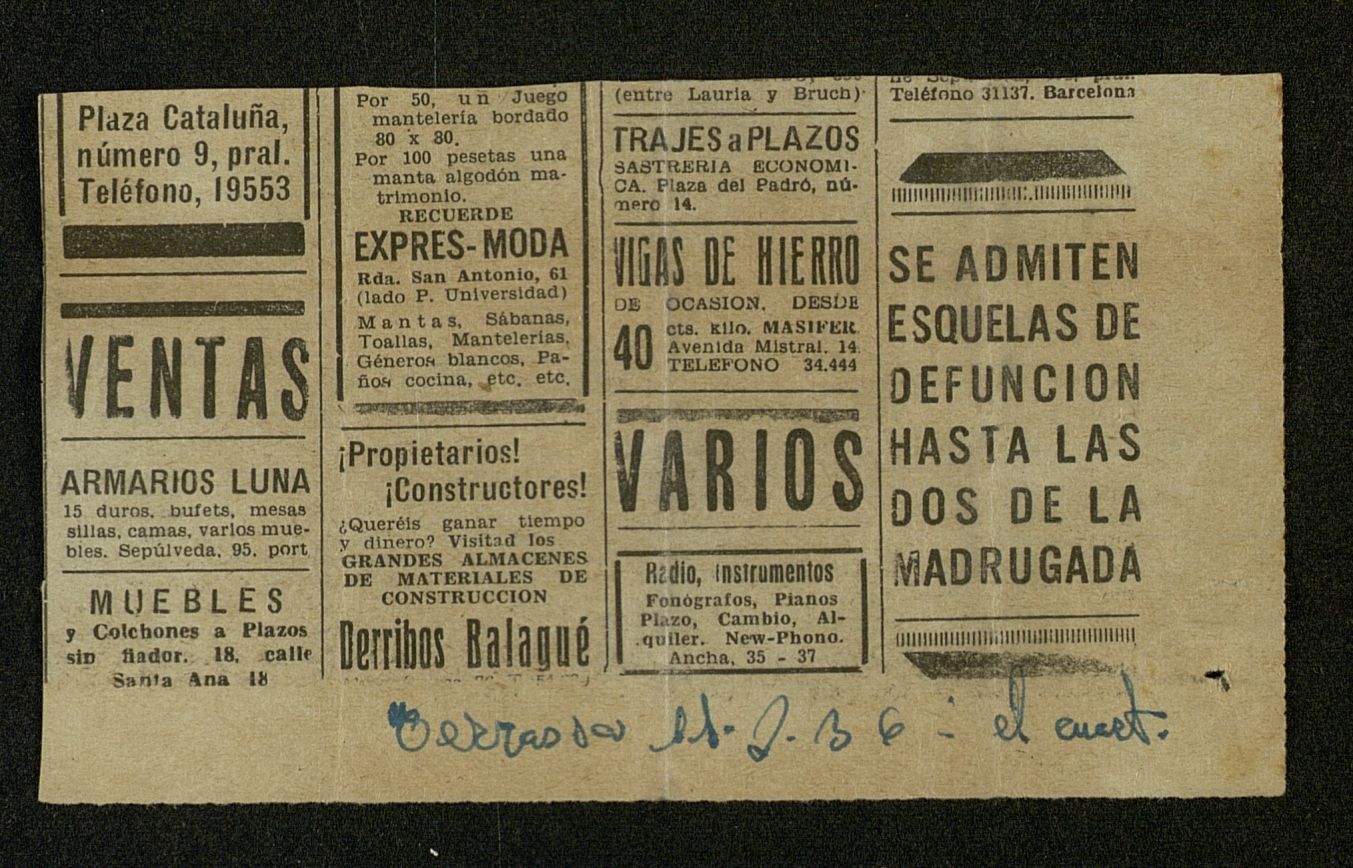 Plaza Cataluña,
número 9, pral.
Teléfono, 19553
VENTAS
ARMARIOS LUNA
15 duros, bufets, mesas
sillas, camas, varios mue-
bles. Sepúlveda, 95, port
MUEBLES
y Colchones a Plazos
sin fiador. 18, calle
Santa Ana 18
Por 50, un Juego
mantelería bordado
80 x 80.
Por 100 pesetas una
manta algodón ma-
trimonio.
RECUERDE
EXPRES-MODA
Rda. San Antonio, 61
(lado P. Universidad)
Mantas, Sábanas,
Toallas, Mantelerías,
Géneros blancos, Pa-
ños cocina, etc. etc.
¡Propietarios!
¡Constructores!
¿Queréis ganar tiempo
y dinero? Visitad los
GRANDES ALMACENES
DE MATERIALES DE
CONSTRUCCION
Derribos Balagué
(entre Lauria y Bruch)
TRAJES a PLAZOS
SASTRERIA ECONOMI-
CA. Plaza del Padró, nú-
mero 14.
VIGAS DE HIERRO
DE OCASION, DESDE
40 cts. kilo. MASIFER
Avenida Mistral, 14
TELEFONO 34.444
VARIOS
Radio, Instrumentos
Fonógrafos, Pianos
Plazo, Cambio, Al-
quiler. New-Phono.
Ancha, 35 - 37
Teléfono 31137. Barcelona
SE ADMITEN
ESQUELAS DE
DEFUNCION
HASTA LAS
DOS DE LA
MADRUGADA
36 - el